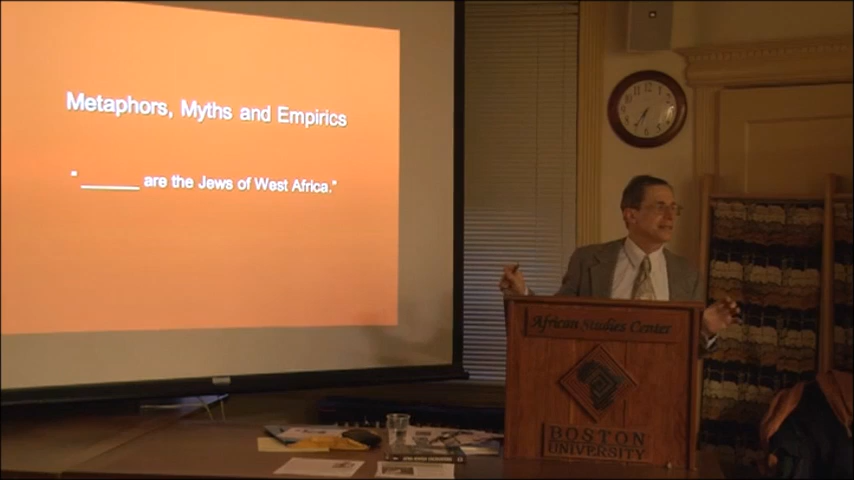 Metaphors, Myths and Empirics
"______ are the Jews of West Africa."
African Studies Center
BOSTON
UNIVERSITY